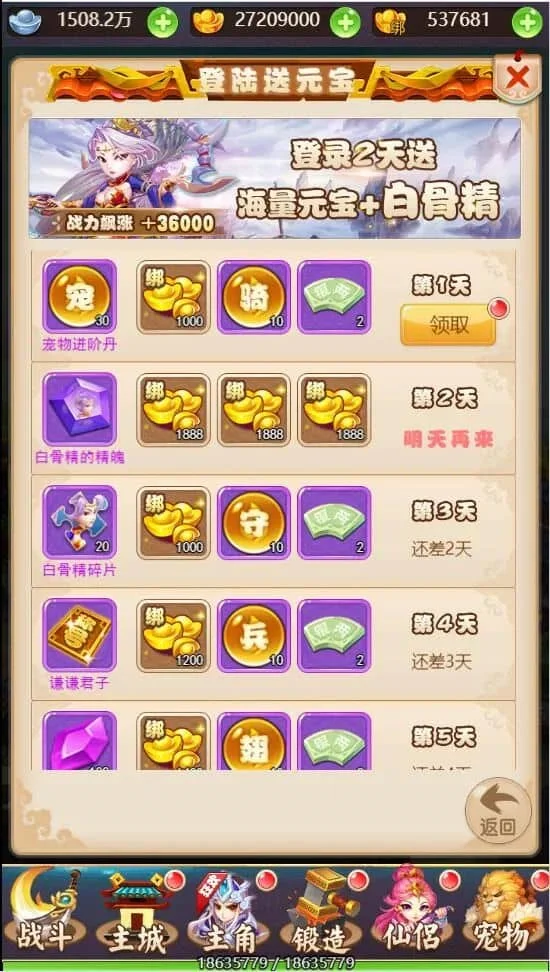 1508.2万
27209000
绑
537681
登陆送元宝
登录2天送
海量元宝+白骨精
战力飙涨 +36000
宠
30
绑
1000
骑
10
银两
2
第1天
领取
宠物进阶丹
绑
1888
绑
1888
绑
1888
第2天
明天再来
白骨精的精魄
20
绑
1000
守
10
银两
2
第3天
还差2天
白骨精碎片
绑
1200
兵
10
银两
2
第4天
还差3天
谦谦君子
绑
翅
银两
第5天
返回
战斗
主城
主角
锻造
仙侣
宠物
18635779 / 18635779